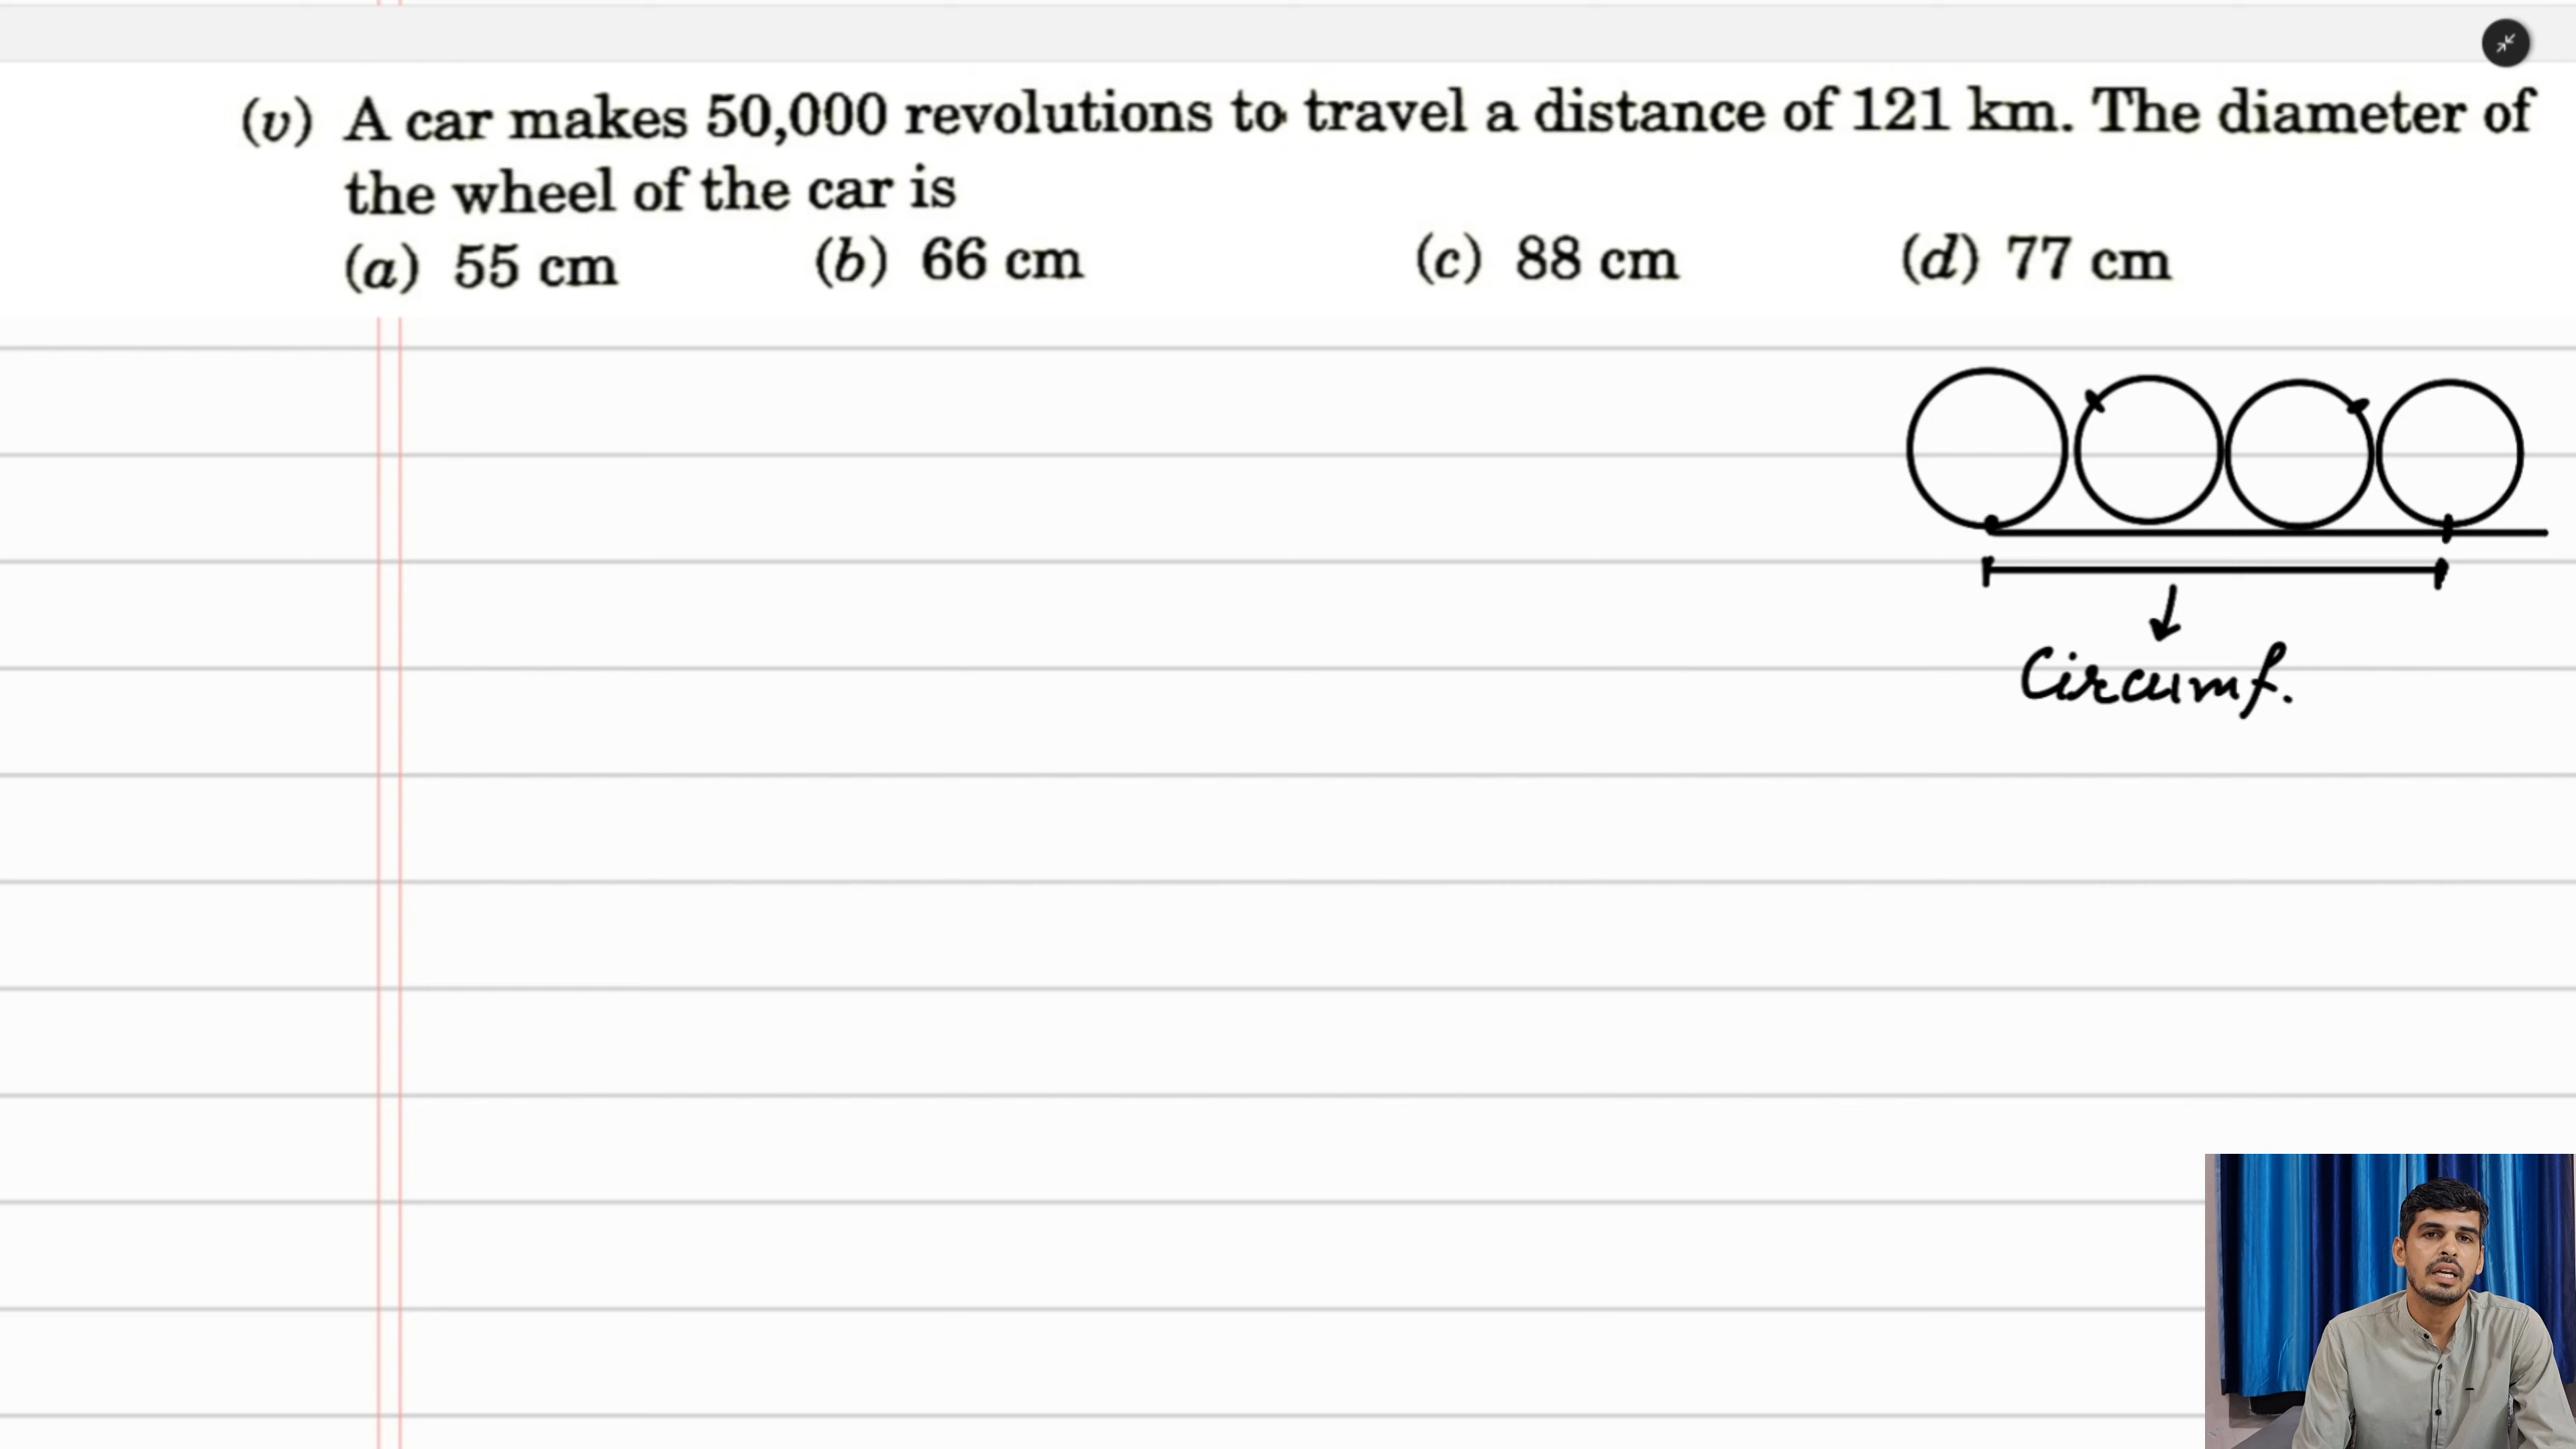 (v) A car makes 50,000 revolutions to travel a distance of 121 km. The diameter of
the wheel of the car is
(a) 55 cm (b) 66 cm (c) 88 cm (d) 77 cm
Circumf.